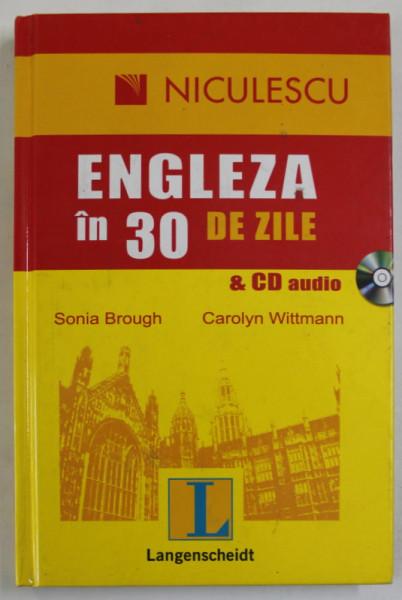 NICULESCU
ENGLEZA
în 30 DE ZILE
& CD audio
Sonia Brough Carolyn Wittmann
L
Langenscheidt